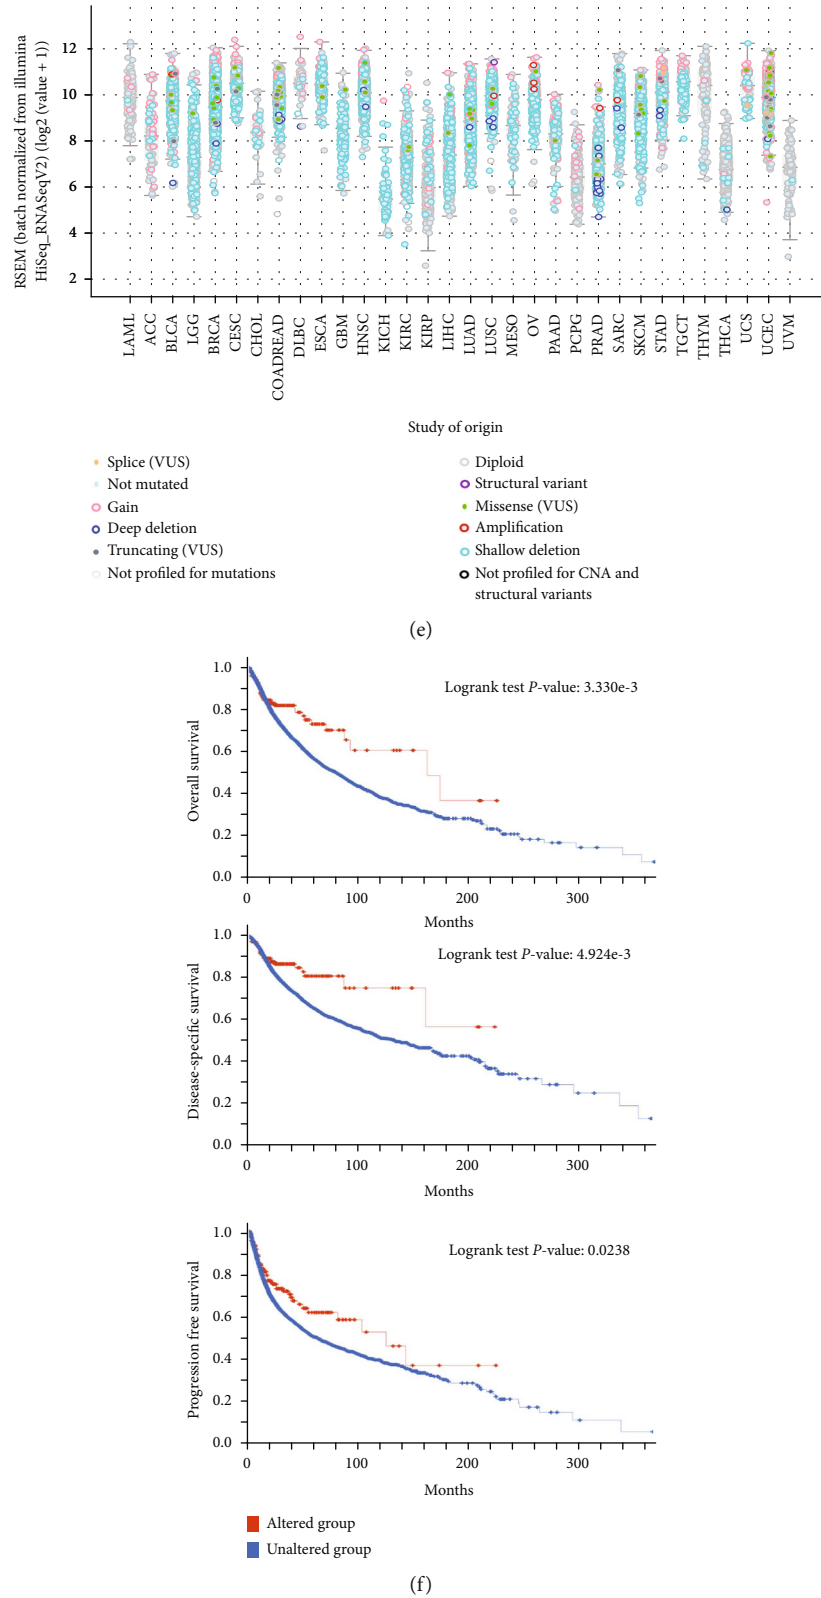 RSEM (batch normalized from illumina
HiSeq_RNASeqV2) (log2 (value + 1))
12
10
8
6
4
2
LAML
ACC
BLCA
LGG
BRCA
CESC
CHOL
COADREAD
DLBC
ESCA
GBM
HNSC
KICH
KIRC
KIRP
LIHC
LUAD
LUSC
MESO
OV
PAAD
PCPG
PRAD
SARC
SKCM
STAD
TGCT
THYM
THCA
UCS
UCEC
UVM
Study of origin
Splice (VUS)
Not mutated
Gain
Deep deletion
Truncating (VUS)
Not profiled for mutations
Diploid
Structural variant
Missense (VUS)
Amplification
Shallow deletion
Not profiled for CNA and
structural variants
(e)
Overall survival
1.0
0.8
0.6
0.4
0.2
0.0
Logrank test P-value: 3.330e-3
0 100 200 300
Months
Disease-specific survival
1.0
0.8
0.6
0.4
0.2
0.0
Logrank test P-value: 4.924e-3
0 100 200 300
Months
Progression free survival
1.0
0.8
0.6
0.4
0.2
0.0
Logrank test P-value: 0.0238
0 100 200 300
Months
Altered group
Unaltered group
(f)